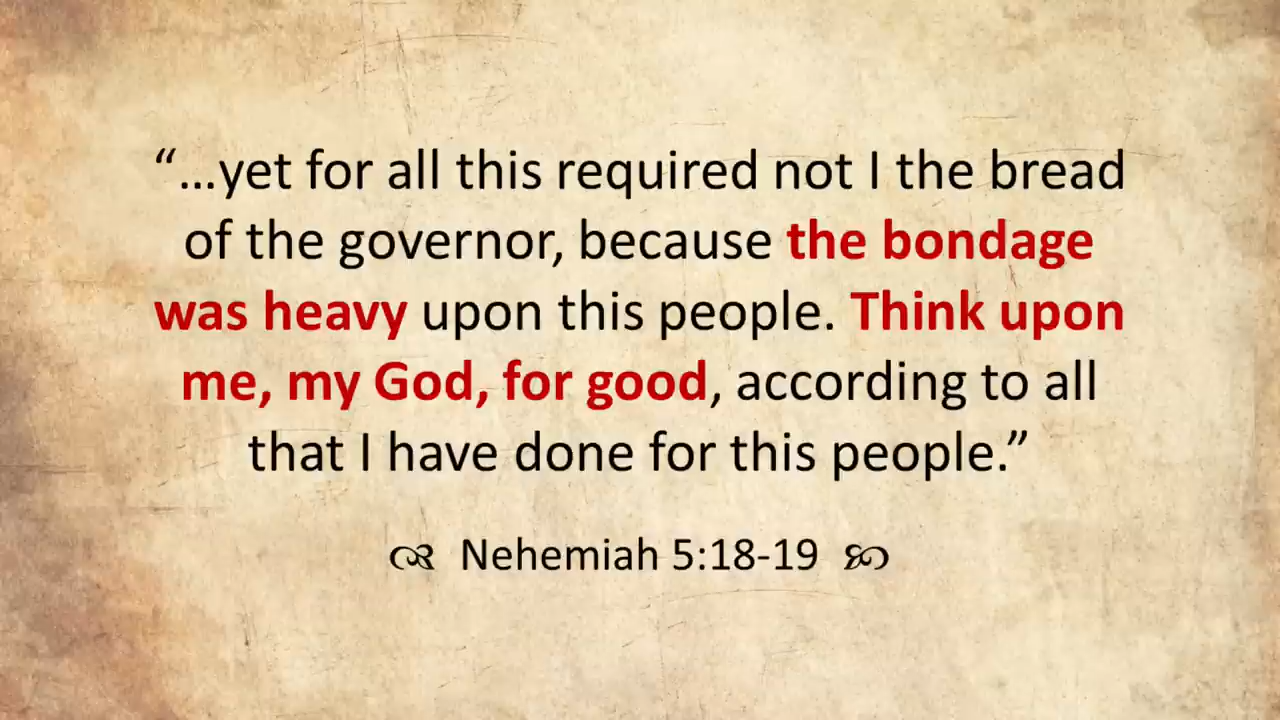 “…yet for all this required not I the bread
of the governor, because the bondage
was heavy upon this people. Think upon
me, my God, for good, according to all
that I have done for this people.”
Nehemiah 5:18-19